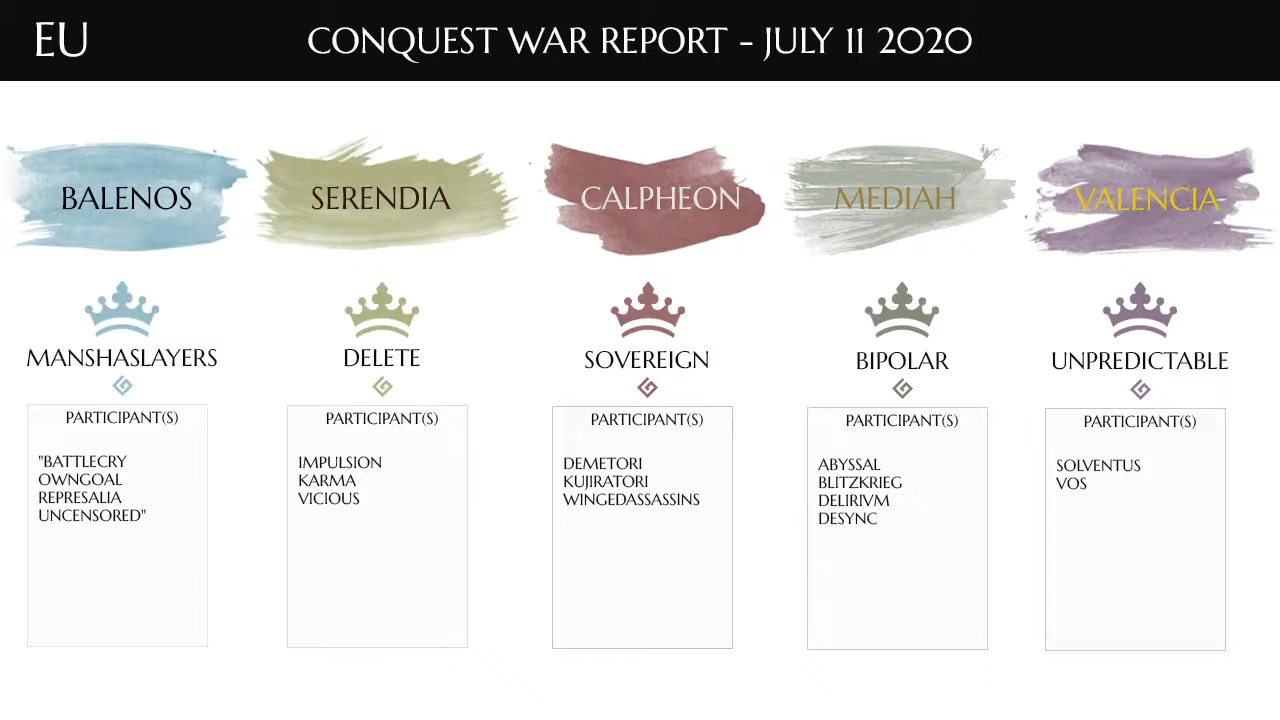 EU
CONQUEST WAR REPORT - JULY 11 2020
BALENOS
SERENDIA
CALPHEON
MEDIAH
VALENCIA
MANSHASLAYERS
DELETE
SOVEREIGN
BIPOLAR
UNPREDICTABLE
PARTICIPANT(S)
"BATTLECRY
OWNGOAL
REPRESALIA
UNCENSORED"
PARTICIPANT(S)
IMPULSION
KARMA
VICIOUS
PARTICIPANT(S)
DEMETORI
KUJIRATORI
WINGEDASSASSINS
PARTICIPANT(S)
ABYSSAL
BLITZKRIEG
DELIRIVM
DESYNC
PARTICIPANT(S)
SOLVENTUS
VOS